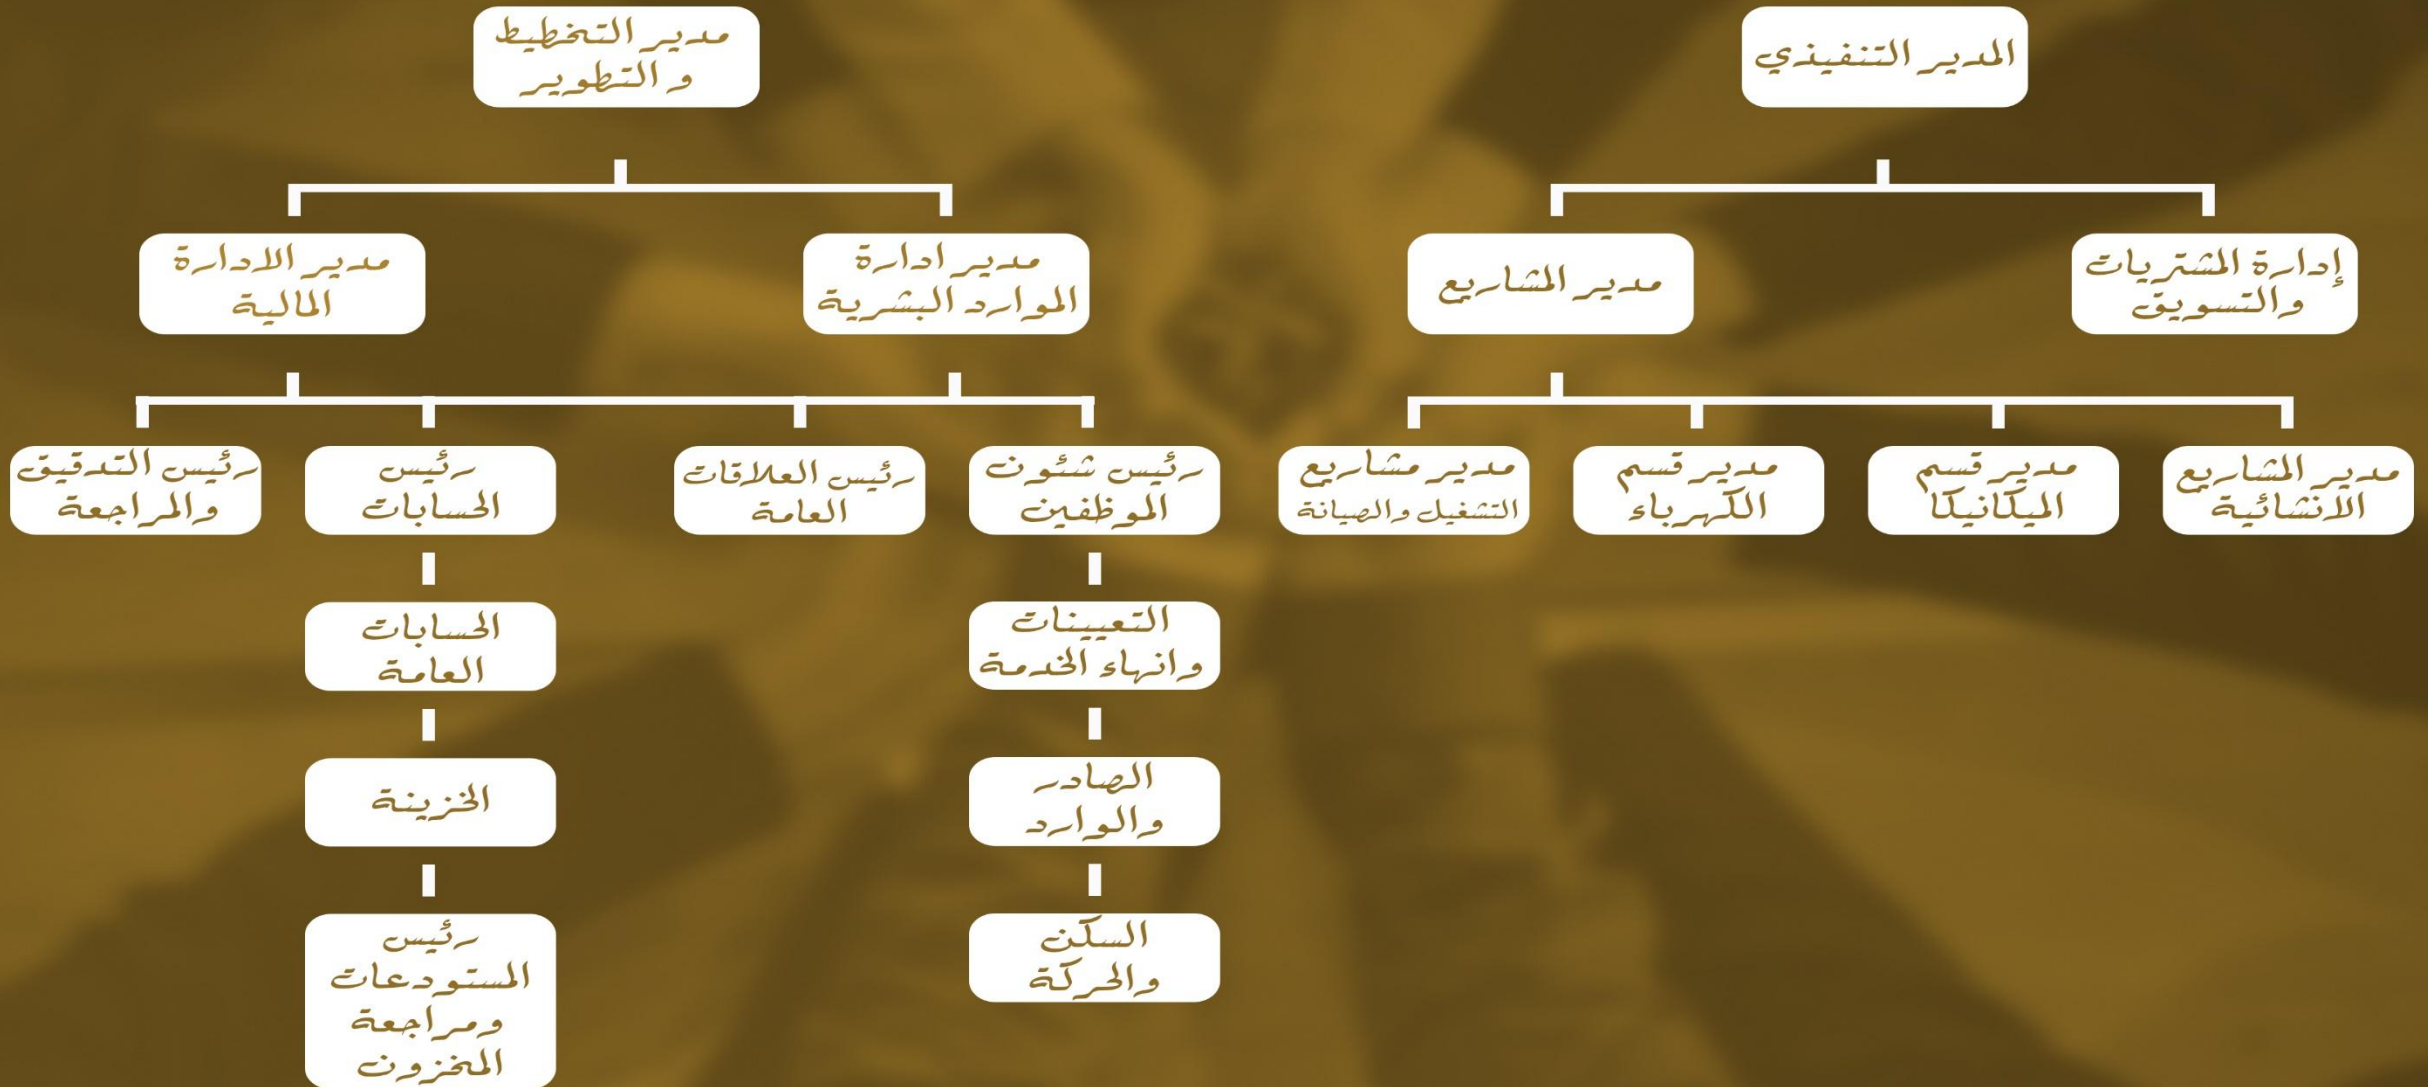 المدير التنفيذي
مدير التخطيط
و التطوير
إدارة المشتريات
والتسويق
مدير المشاريع
مدير ادارة
الموارد البشرية
مدير الادارة
المالية
مدير المشاريع
الانشائية
مدير قسم
الميكانيكا
مدير قسم
الكهرباء
مدير مشاريع
التشغيل والصيانة
رئيس شئون
الموظفين
رئيس العلاقات
العامة
رئيس
الحسابات
رئيس التدقيق
والمراجعة
التعيينات
وانهاء الخدمة
الحسابات
العامة
الصادر
والوارد
الخزينة
السكن
والحركة
رئيس
المستودعات
ومراجعة
المخزون